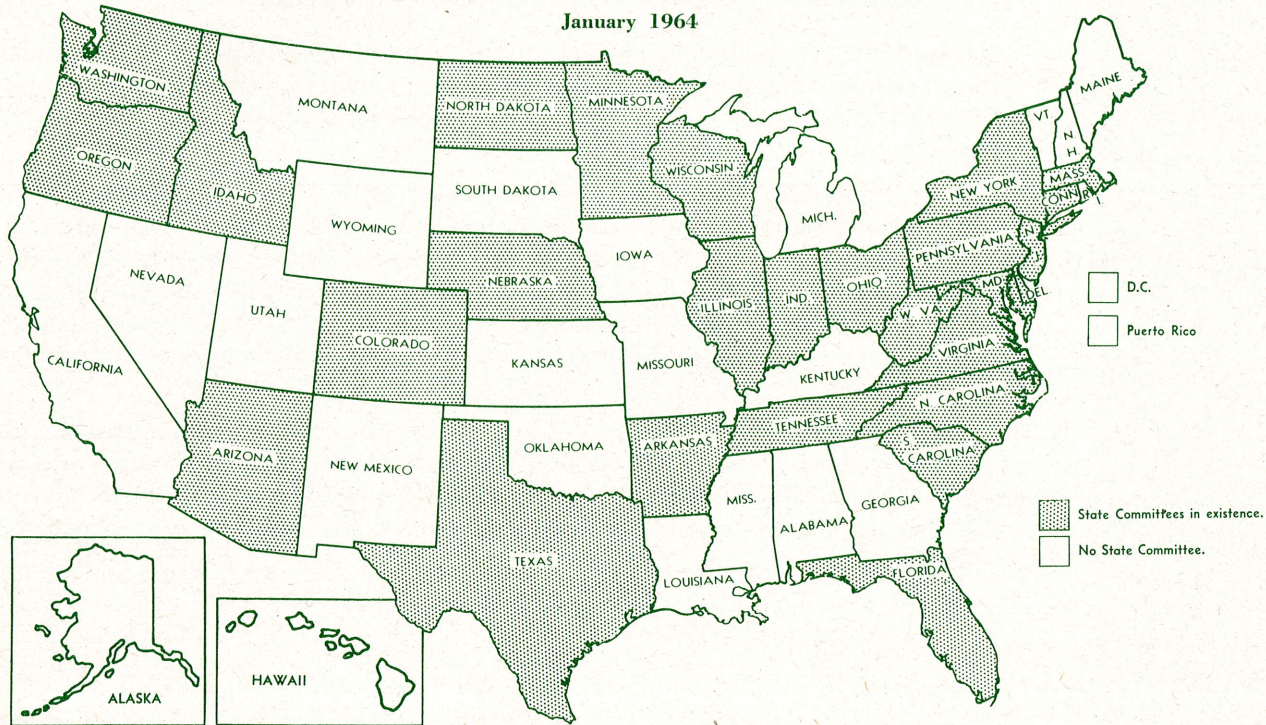 January 1964
WASHINGTON
MONTANA
NORTH DAKOTA
MINNESOTA
MAINE
VT.
N
H
OREGON
IDAHO
SOUTH DAKOTA
WISCONSIN
MICH.
NEW YORK
MASS.
CONN
R
I
WYOMING
NEVADA
UTAH
NEBRASKA
IOWA
ILLINOIS
IND.
OHIO
PENNSYLVANIA
N.
J.
MD.
DEL
D.C.
Puerto Rico
CALIFORNIA
COLORADO
KANSAS
MISSOURI
KENTUCKY
W. VA.
VIRGINIA
ARIZONA
NEW MEXICO
OKLAHOMA
ARKANSAS
TENNESSEE
N. CAROLINA
S.
CAROLINA
TEXAS
LOUISIANA
MISS.
ALABAMA
GEORGIA
FLORIDA
State Committees in existence.
No State Committee.
ALASKA
HAWAII